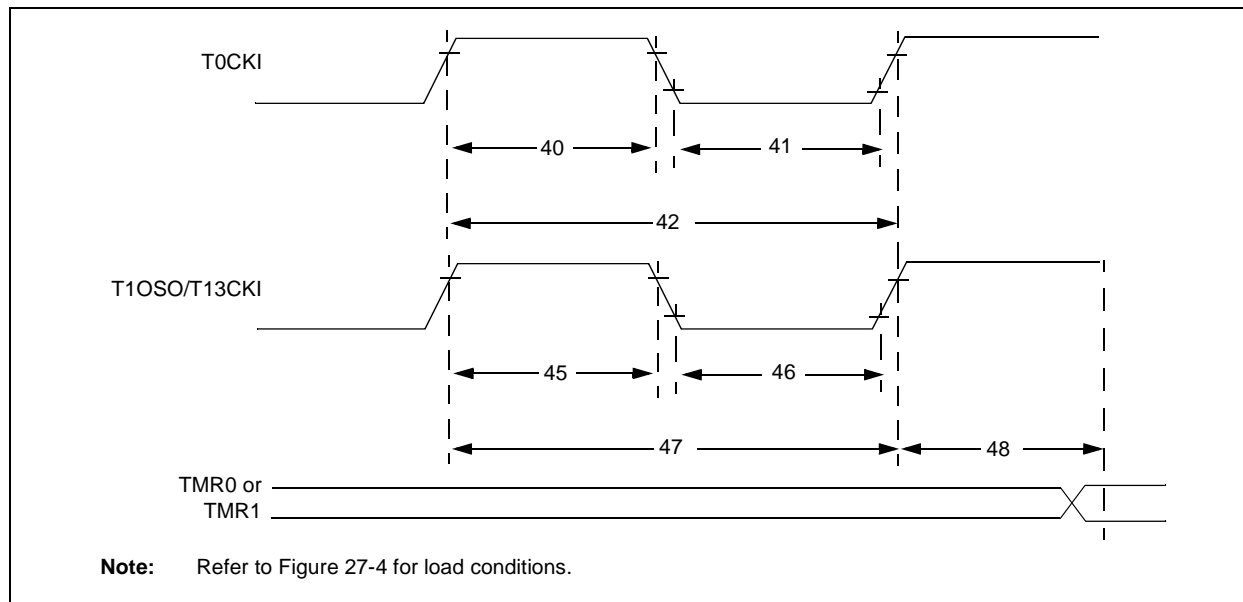 T0CKI
40
41
42
T1OSO/T13CKI
45
46
47
48
TMR0 or
TMR1
Note: Refer to Figure 27-4 for load conditions.